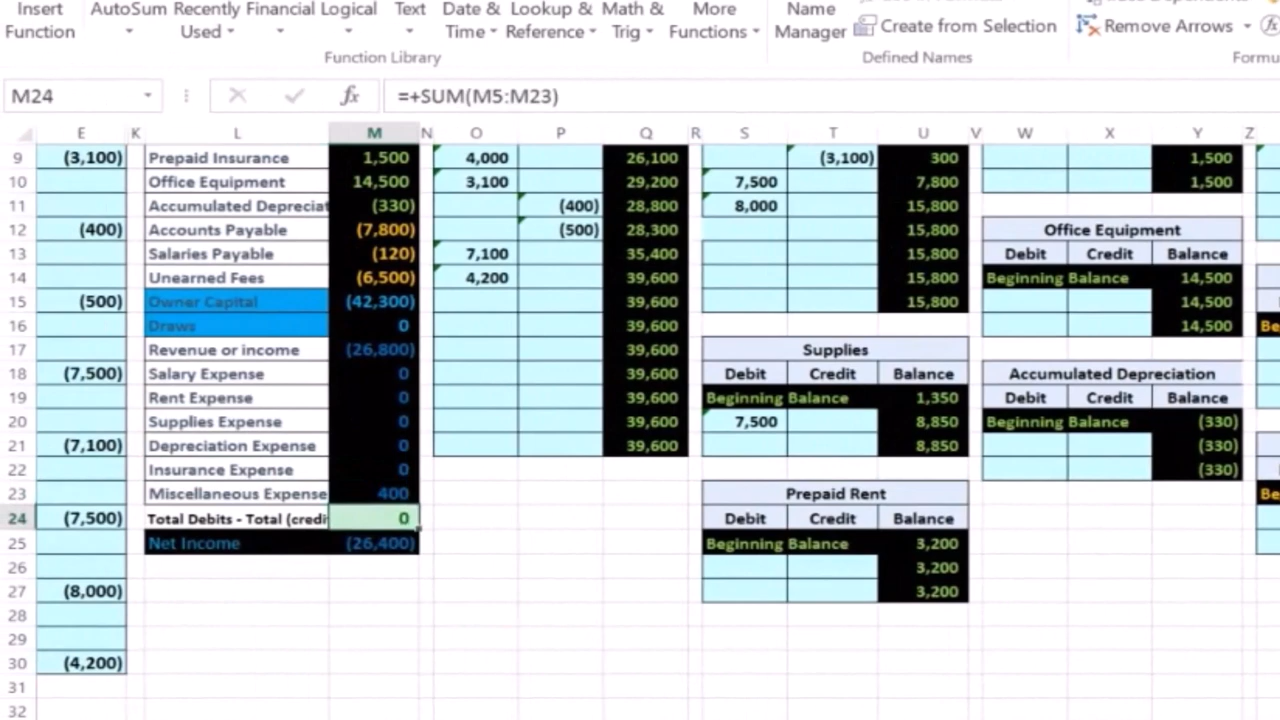 Insert AutoSum Recently Financial Logical Text Date & Lookup & Math & More Name
Function Used Time Reference Trig Functions Manager Create from Selection Remove Arrows
Function Library Defined Names
M24 fx =+SUM(M5:M23)
E K L M N O P Q R S T U V W X Y Z
9 (3,100) Prepaid Insurance 1,500 4,000 26,100 (3,100) 300 1,500
10 Office Equipment 14,500 3,100 29,200 7,500 7,800 1,500
11 Accumulated Depreciat (330) (400) 28,800 8,000 15,800
12 (400) Accounts Payable (7,800) (500) 28,300 15,800 Office Equipment
13 Salaries Payable (120) 7,100 35,400 15,800 Debit Credit Balance
14 Unearned Fees (6,500) 4,200 39,600 15,800 Beginning Balance 14,500
15 (500) Owner Capital (42,300) 39,600 15,800 14,500
16 Draws 0 39,600 14,500 Be
17 Revenue or income (26,800) 39,600 Supplies
18 (7,500) Salary Expense 0 39,600 Debit Credit Balance Accumulated Depreciation
19 Rent Expense 0 39,600 Beginning Balance 1,350 Debit Credit Balance
20 Supplies Expense 0 39,600 7,500 8,850 Beginning Balance (330)
21 (7,100) Depreciation Expense 0 39,600 8,850 (330)
22 Insurance Expense 0 (330)
23 Miscellaneous Expense 400 Prepaid Rent Be
24 (7,500) Total Debits - Total (credi 0 Debit Credit Balance
25 Net Income (26,400) Beginning Balance 3,200
26 3,200
27 (8,000) 3,200
28
29
30 (4,200)
31
32